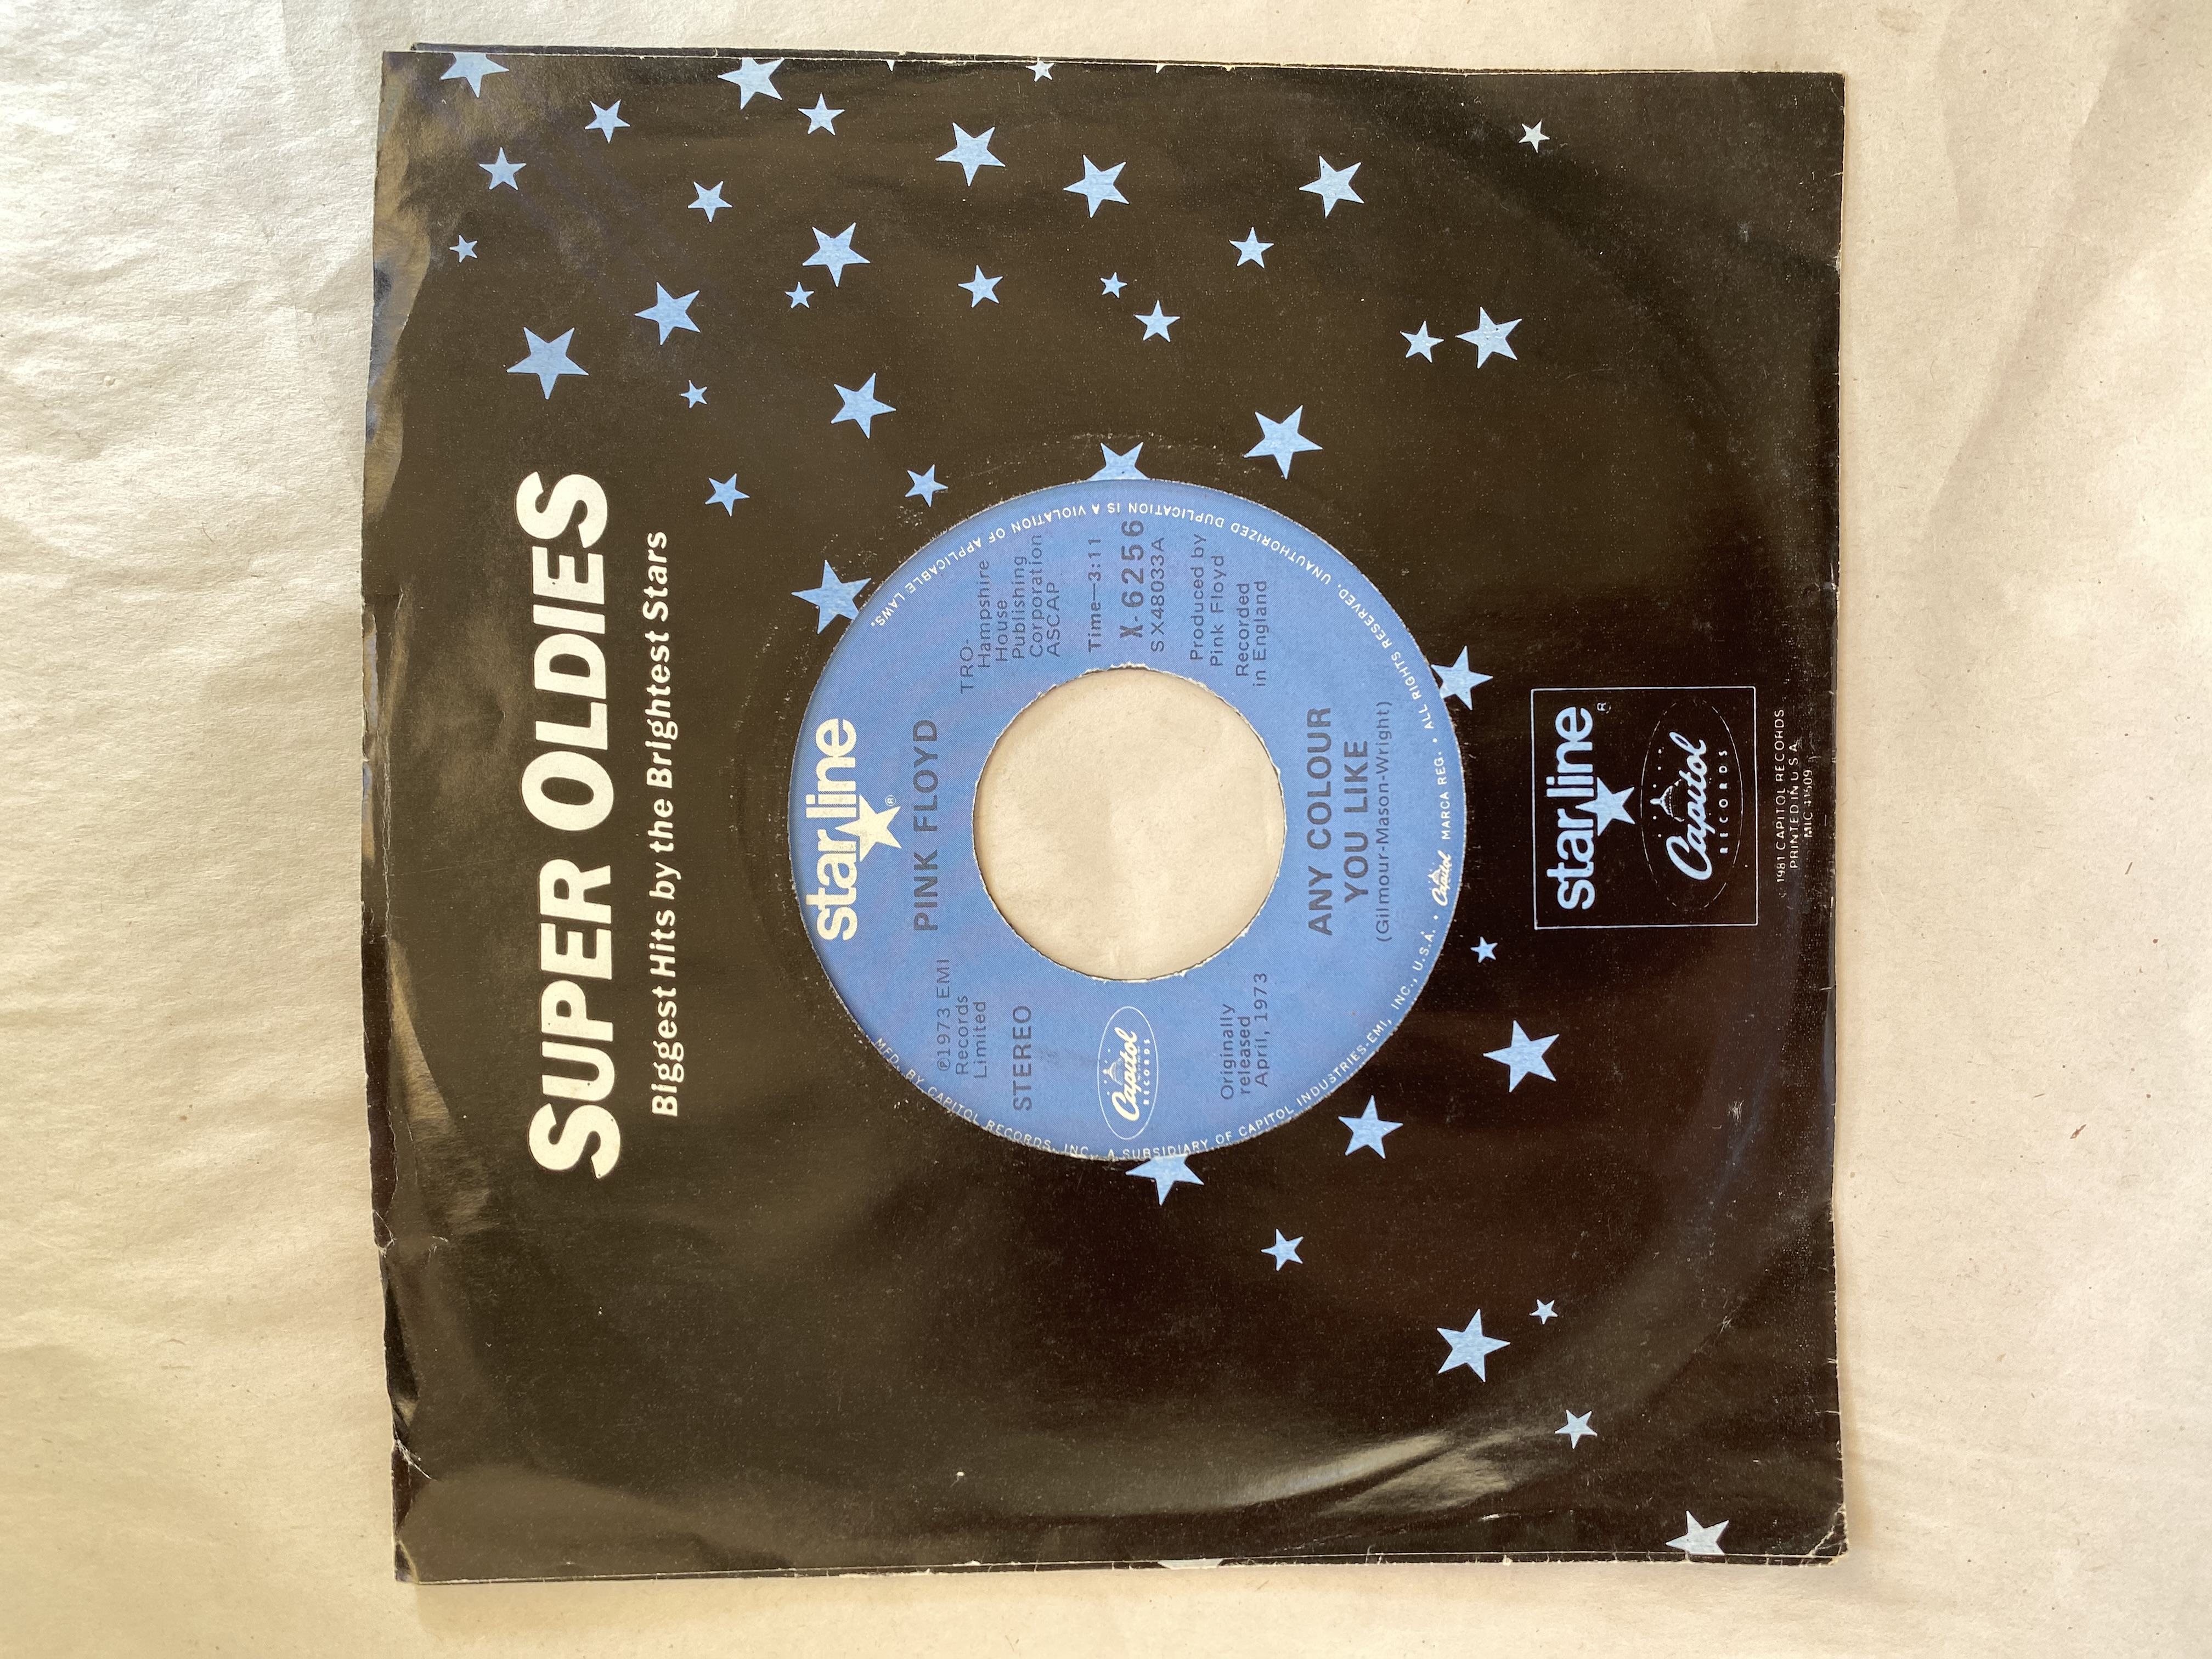 SUPER OLDIES
Biggest Hits by the Brightest Stars
starline
®
PINK FLOYD
℗1973 EMI
Records
Limited
STEREO
Capitol
RECORDS
Originally
released
April, 1973
TRO-
Hampshire
House
Publishing
Corporation
ASCAP
Time—3:11
X-6256
SX48033A
Produced by
Pink Floyd
Recorded
in England
ANY COLOUR
YOU LIKE
(Gilmour-Mason-Wright)
MFD. BY CAPITOL RECORDS, INC., A SUBSIDIARY OF CAPITOL INDUSTRIES-EMI, INC., U.S.A. • Capitol MARCA REG. • ALL RIGHTS RESERVED. UNAUTHORIZED DUPLICATION IS A VIOLATION OF APPLICABLE LAWS.
starline
®
Capitol
RECORDS
1981 CAPITOL RECORDS
PRINTED IN U.S.A.